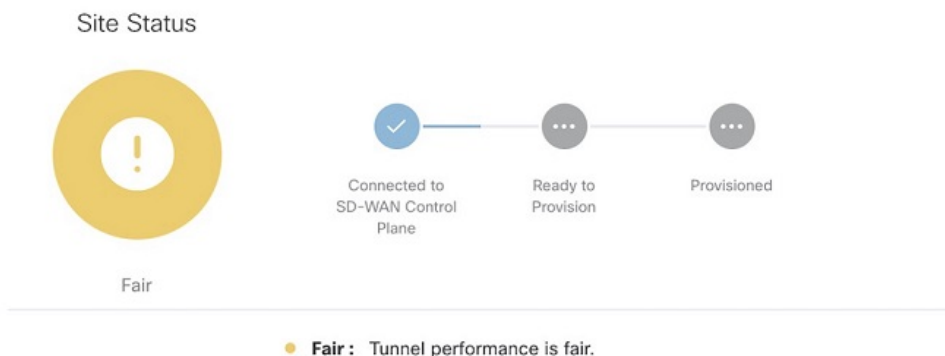 Site Status
Connected to
SD-WAN Control
Plane
Ready to
Provision
Provisioned
Fair
Fair : Tunnel performance is fair.